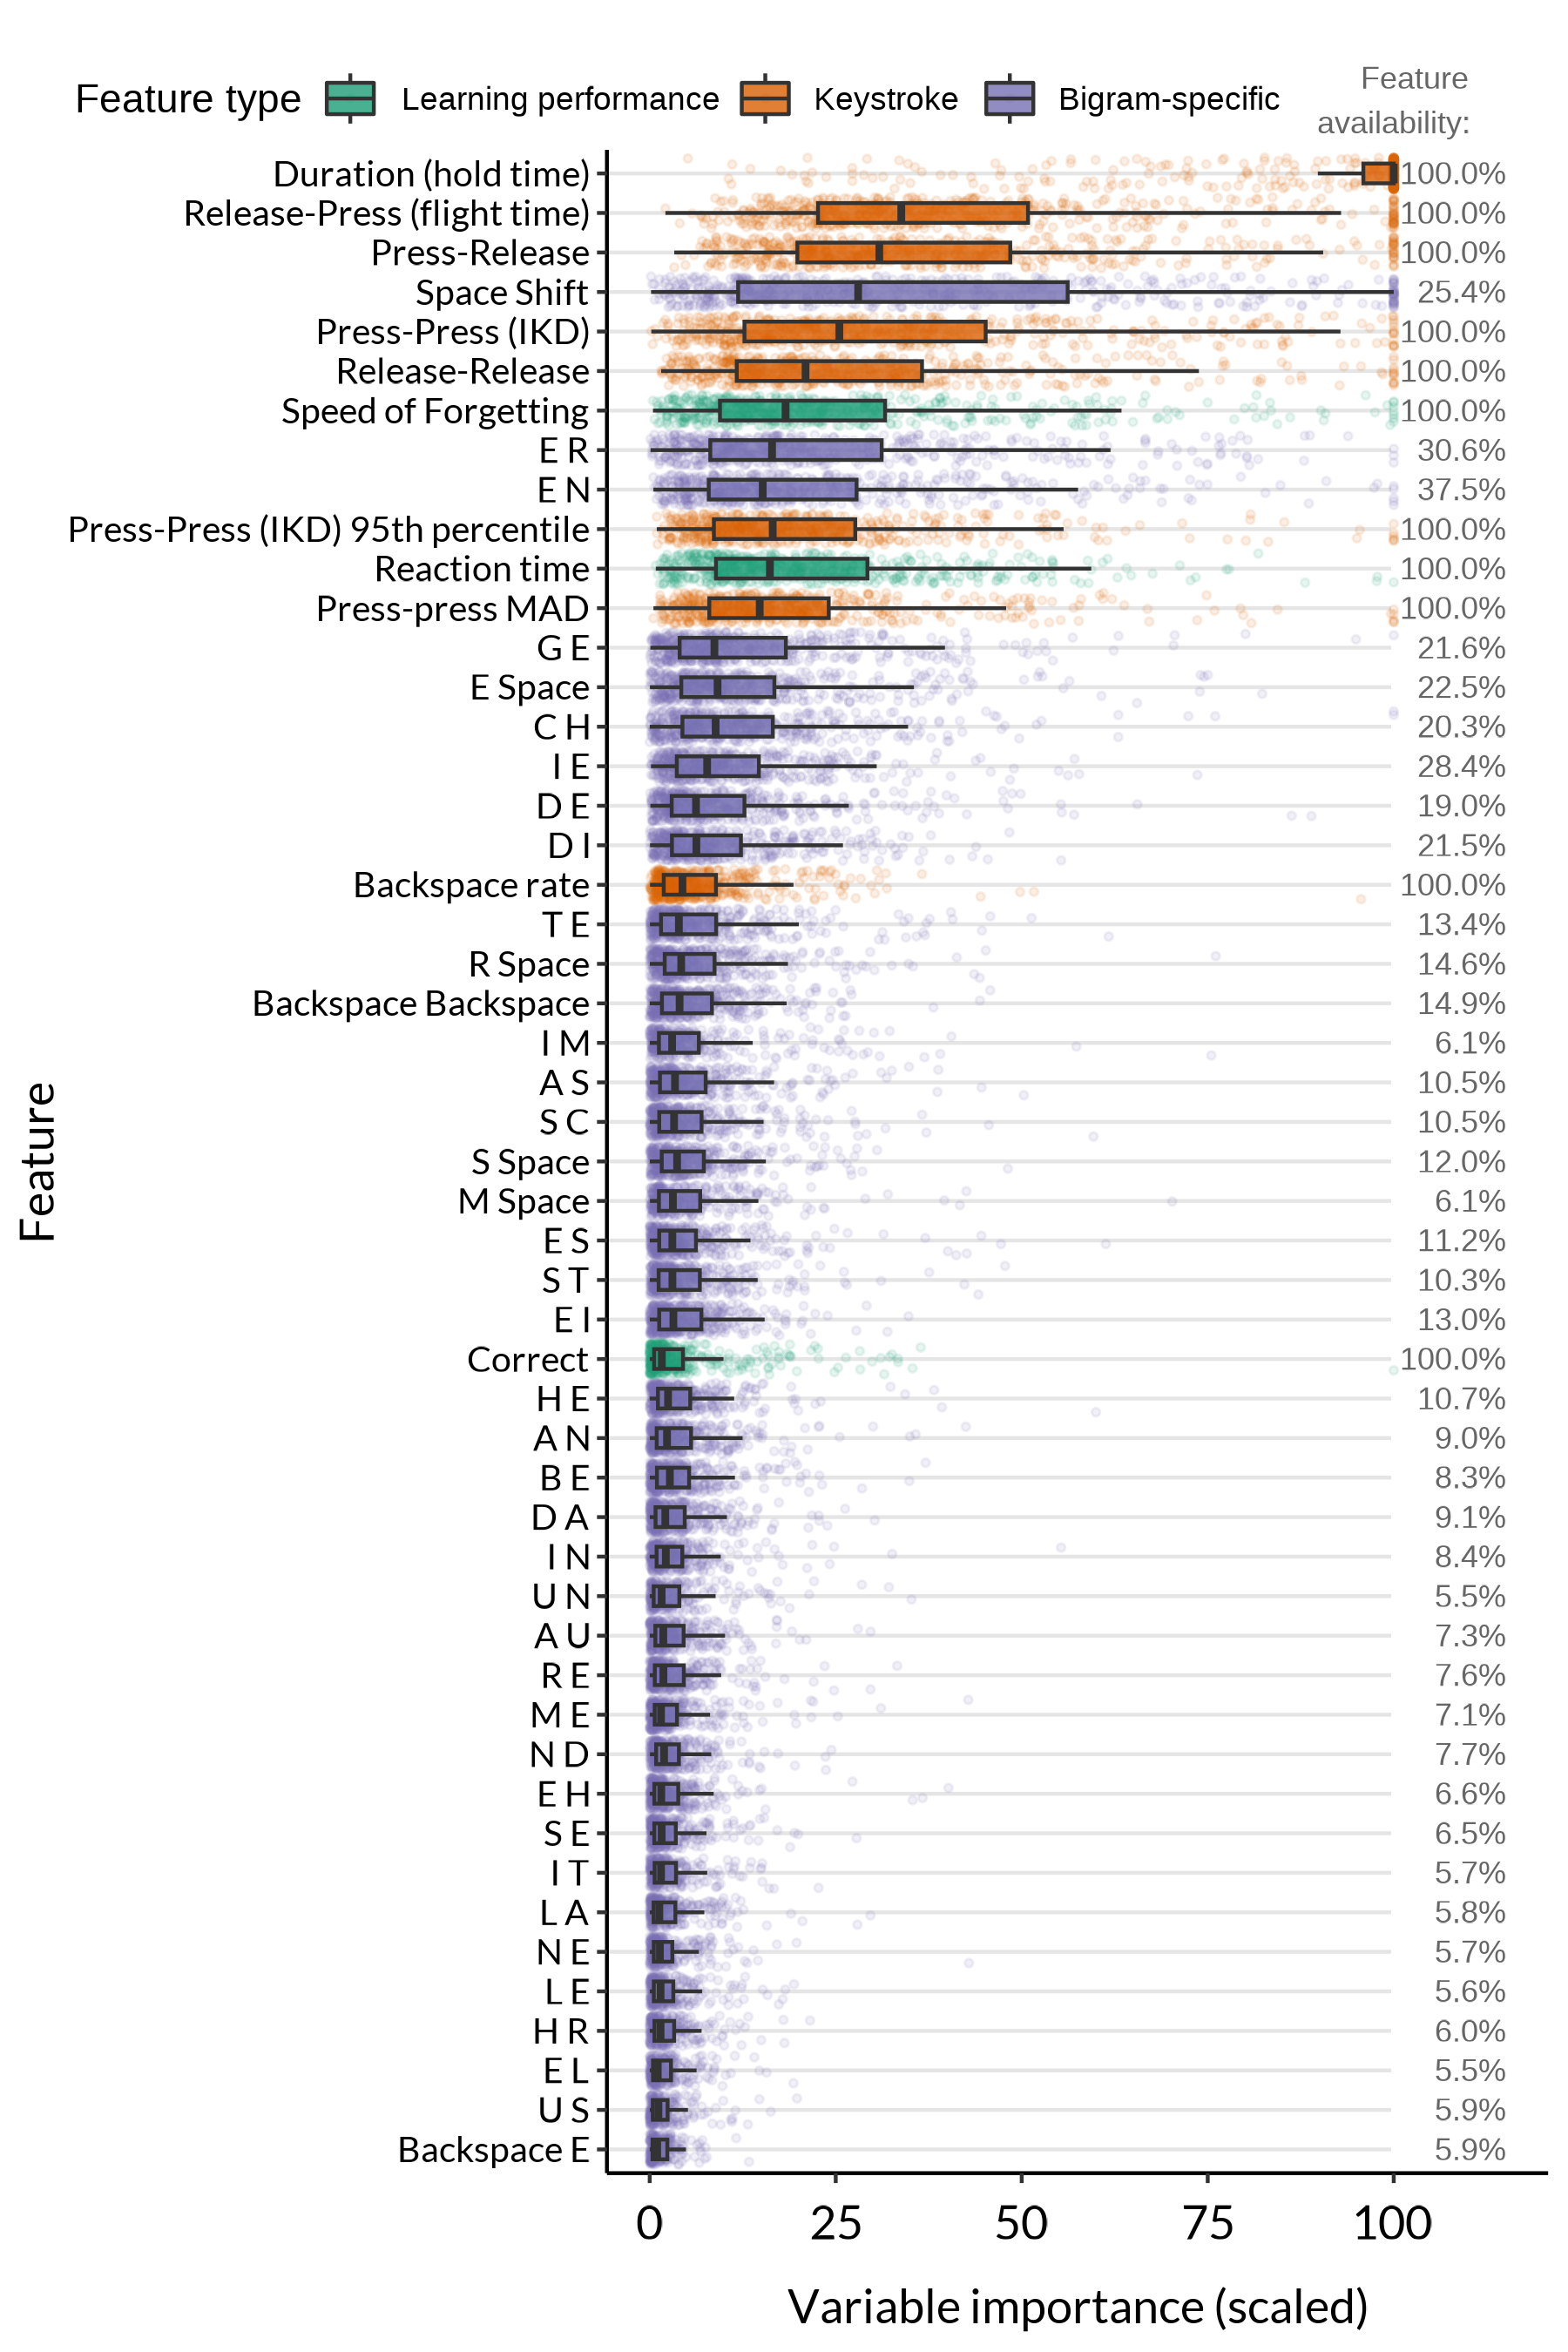 Feature type Learning performance Keystroke Bigram-specific
Feature
availability:
Duration (hold time) 100.0%
Release-Press (flight time) 100.0%
Press-Release 100.0%
Space Shift 25.4%
Press-Press (IKD) 100.0%
Release-Release 100.0%
Speed of Forgetting 100.0%
E R 30.6%
E N 37.5%
Press-Press (IKD) 95th percentile 100.0%
Reaction time 100.0%
Press-press MAD 100.0%
G E 21.6%
E Space 22.5%
C H 20.3%
I E 28.4%
D E 19.0%
D I 21.5%
Backspace rate 100.0%
T E 13.4%
R Space 14.6%
Backspace Backspace 14.9%
I M 6.1%
A S 10.5%
S C 10.5%
S Space 12.0%
M Space 6.1%
E S 11.2%
S T 10.3%
E I 13.0%
Correct 100.0%
H E 10.7%
A N 9.0%
B E 8.3%
D A 9.1%
I N 8.4%
U N 5.5%
A U 7.3%
R E 7.6%
M E 7.1%
N D 7.7%
E H 6.6%
S E 6.5%
I T 5.7%
L A 5.8%
N E 5.7%
L E 5.6%
H R 6.0%
E L 5.5%
U S 5.9%
Backspace E 5.9%
Feature
0 25 50 75 100
Variable importance (scaled)